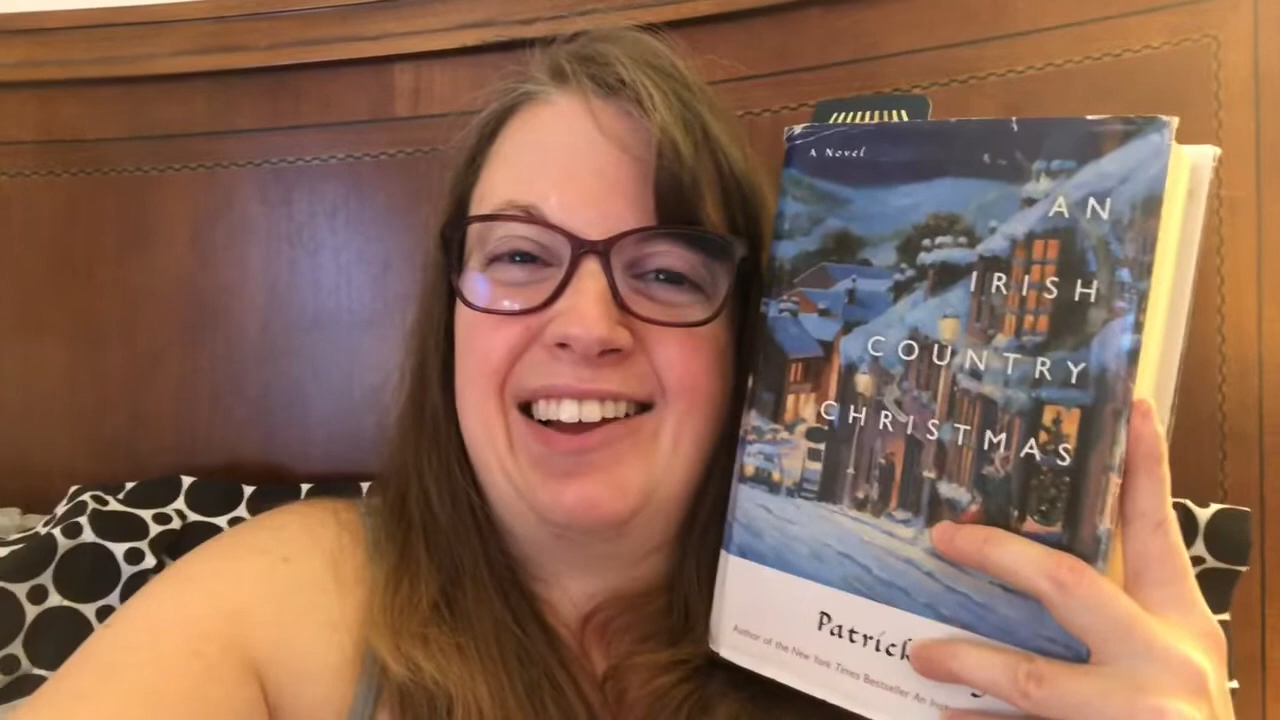 A Novel
AN
IRISH
COUNTRY
CHRISTMAS
Patrick
Author of the New York Times Bestseller An